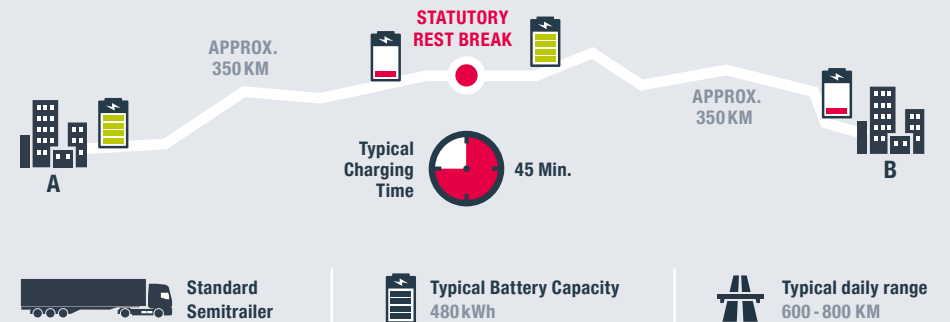 STATUTORY
REST BREAK
APPROX.
350 KM
APPROX.
350 KM
A
B
Typical
Charging
Time
45 Min.
Standard
Semitrailer
Typical Battery Capacity
480 kWh
Typical daily range
600 - 800 KM